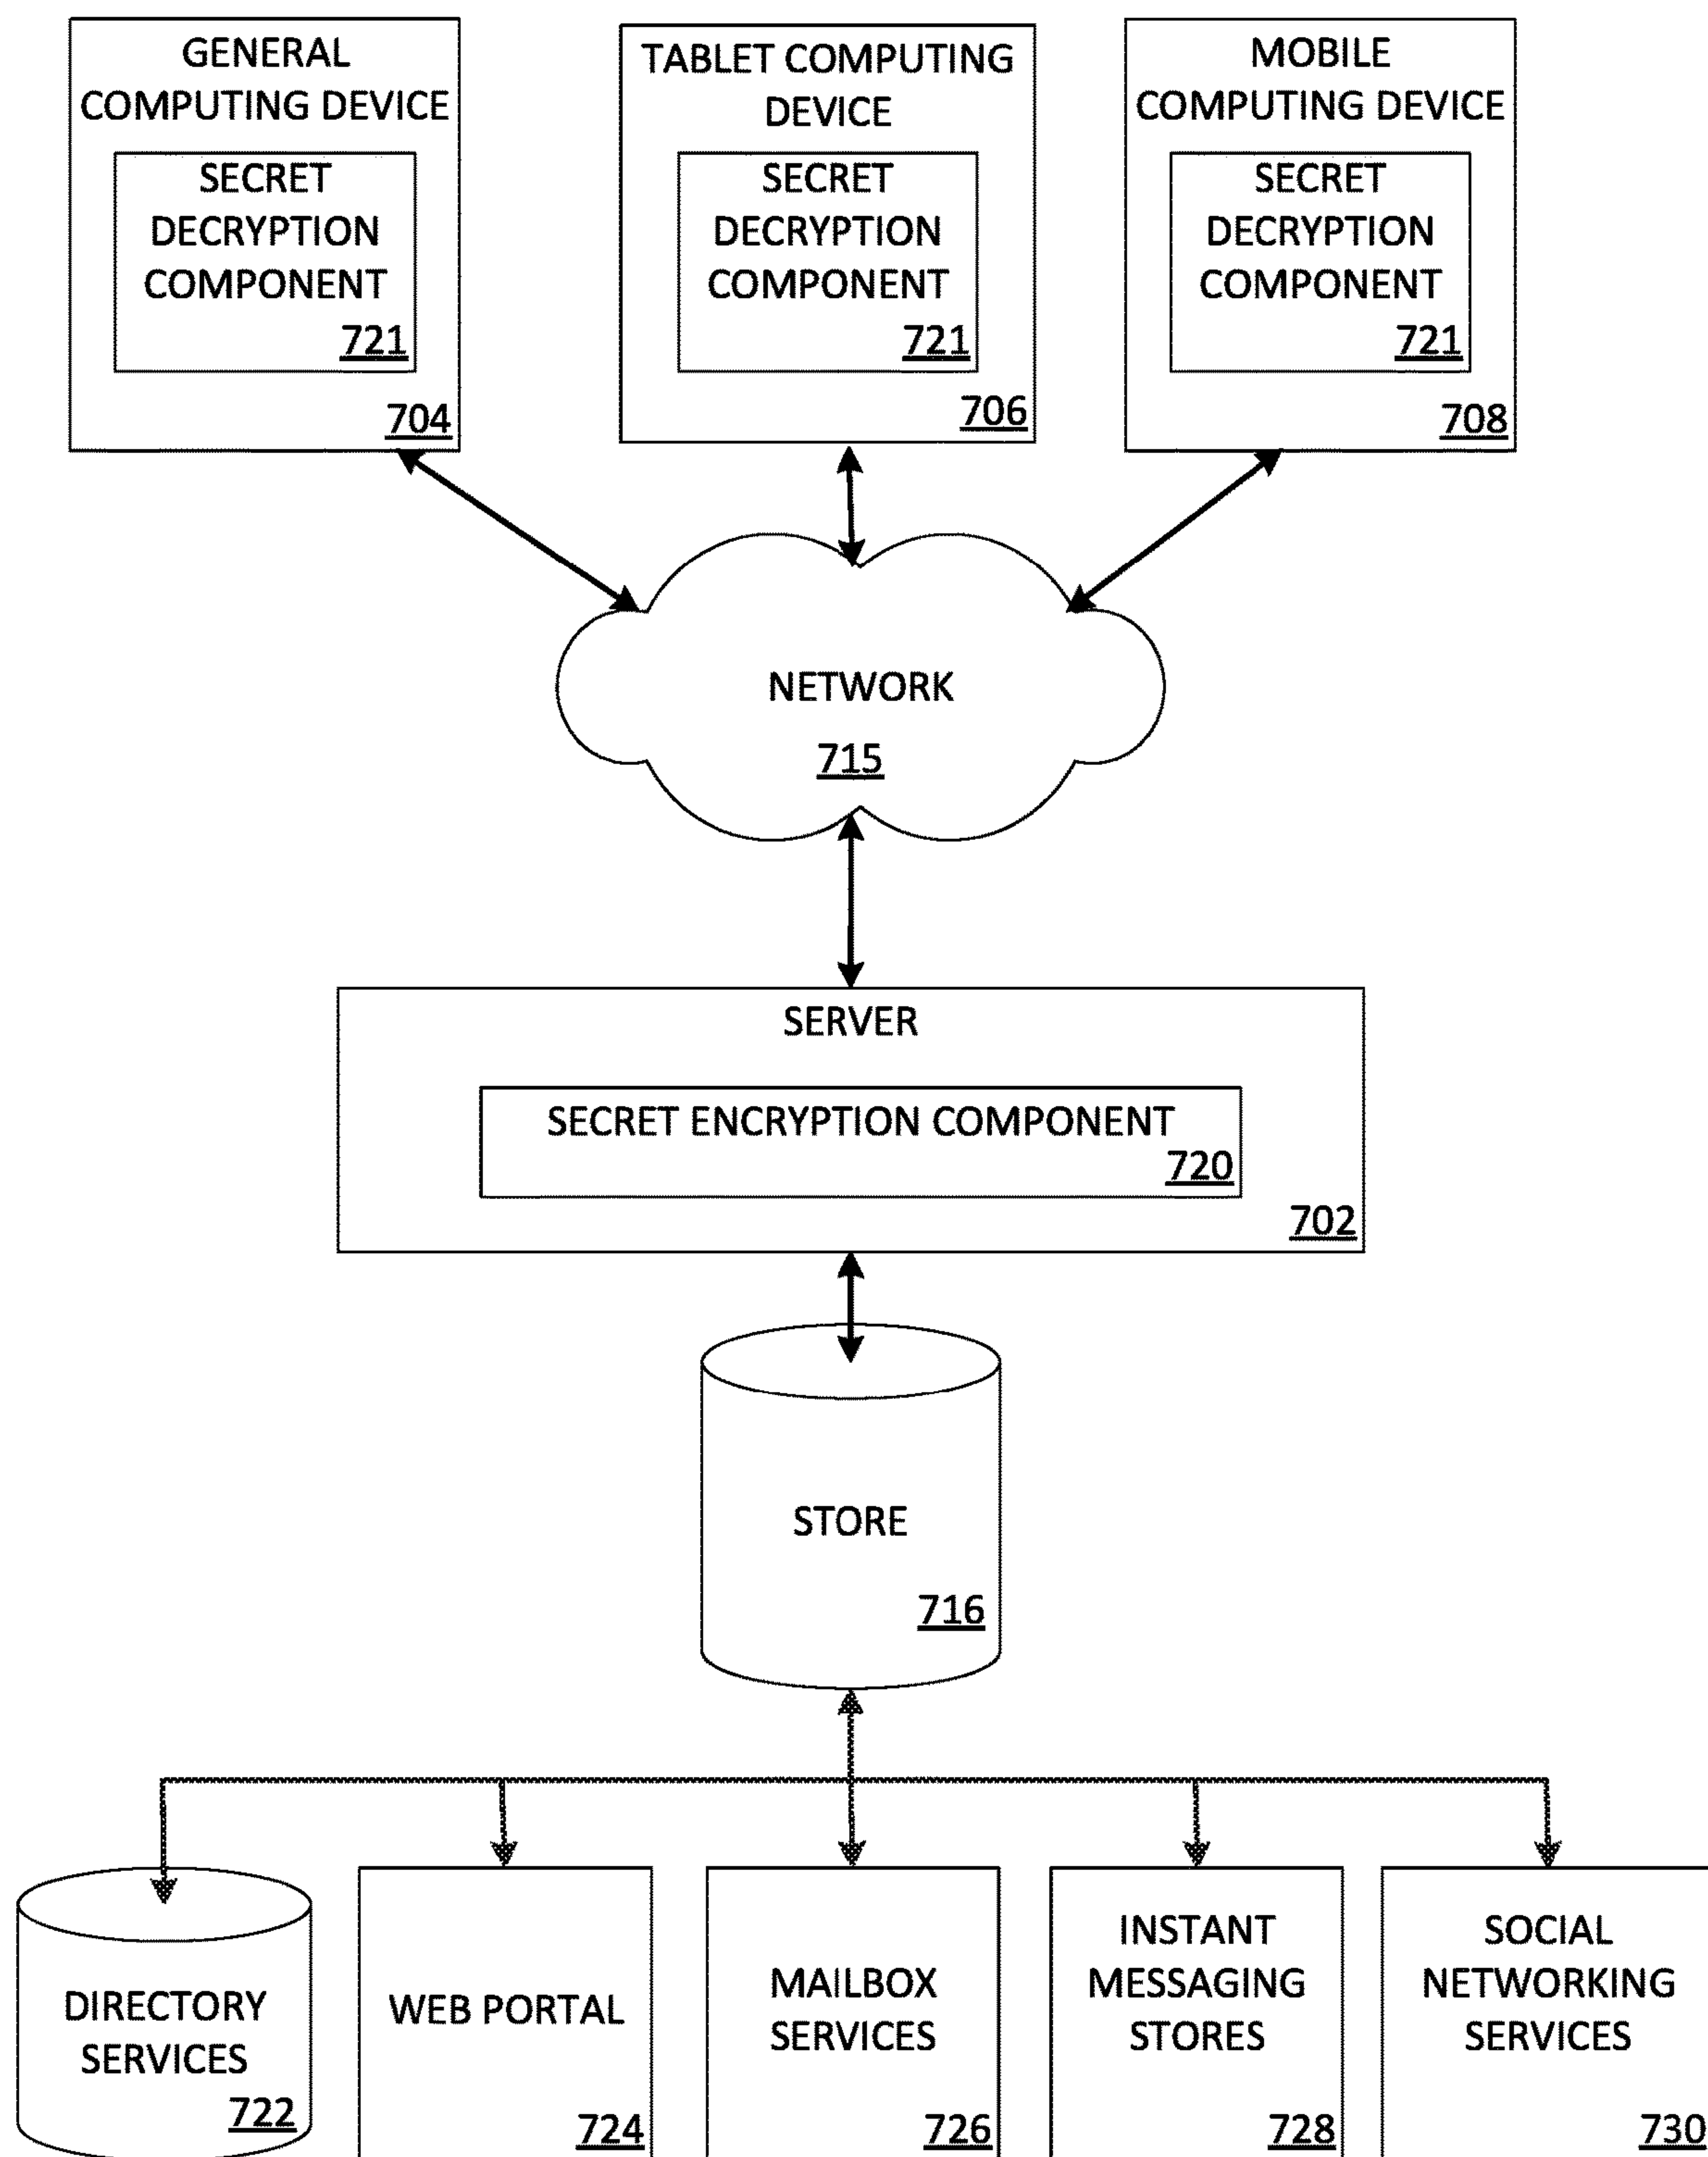 GENERAL
COMPUTING DEVICE
SECRET
DECRYPTION
COMPONENT
721
704
TABLET COMPUTING
DEVICE
SECRET
DECRYPTION
COMPONENT
721
706
MOBILE
COMPUTING DEVICE
SECRET
DECRYPTION
COMPONENT
721
708
NETWORK
715
SERVER
SECRET ENCRYPTION COMPONENT
720
702
STORE
716
DIRECTORY
SERVICES
722
WEB PORTAL
724
MAILBOX
SERVICES
726
INSTANT
MESSAGING
STORES
728
SOCIAL
NETWORKING
SERVICES
730